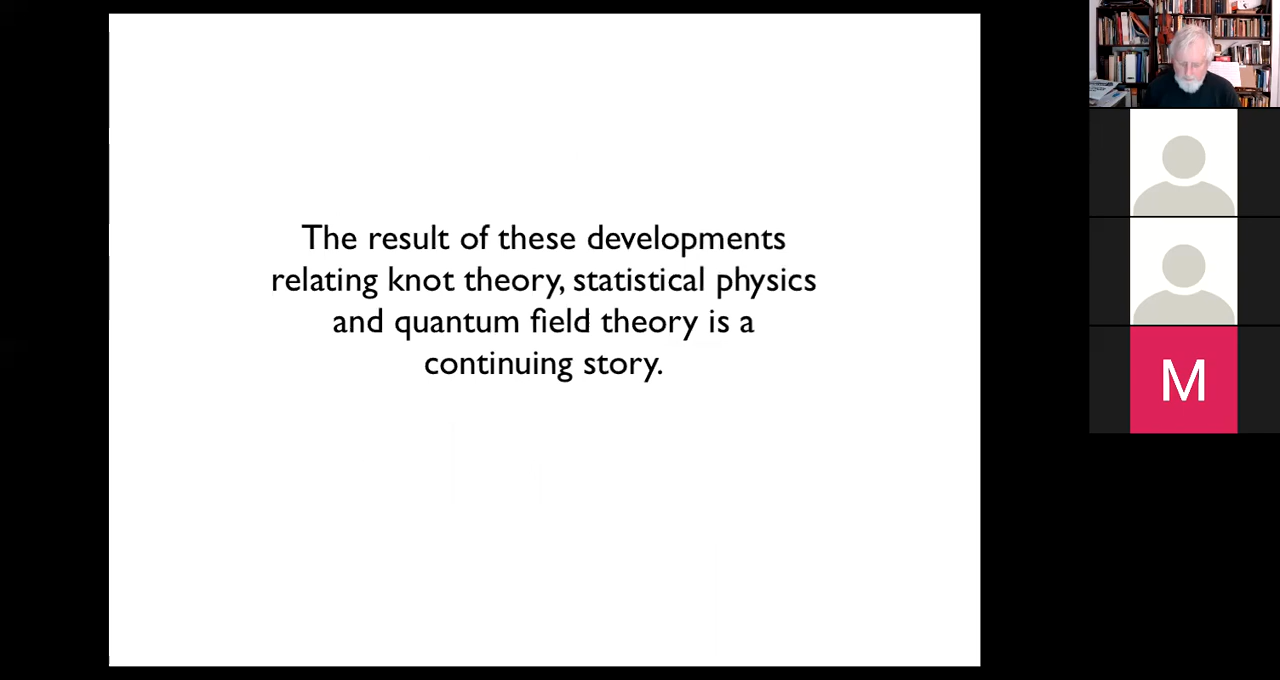 The result of these developments
relating knot theory, statistical physics
and quantum field theory is a
continuing story.
M